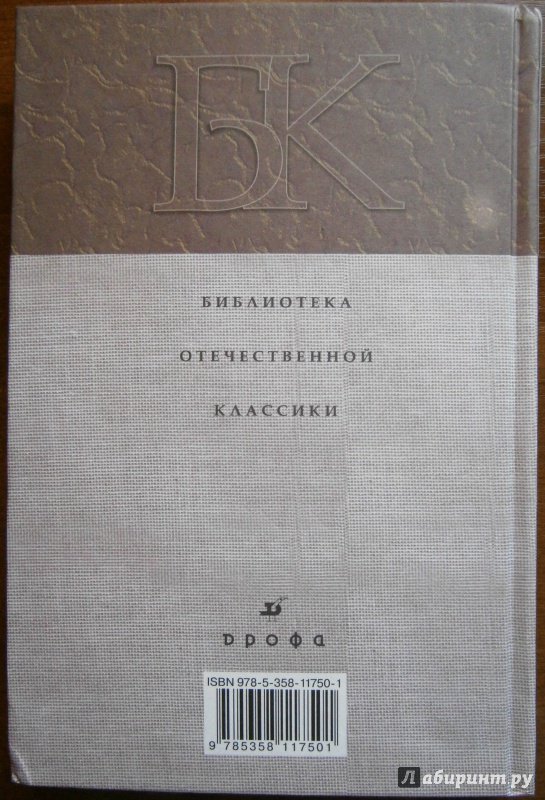 БК
БИБЛИОТЕКА
ОТЕЧЕСТВЕННОЙ
КЛАССИКИ
дрофа
ISBN 978-5-358-11750-1
9 785358 117501
Лабиринт.ру